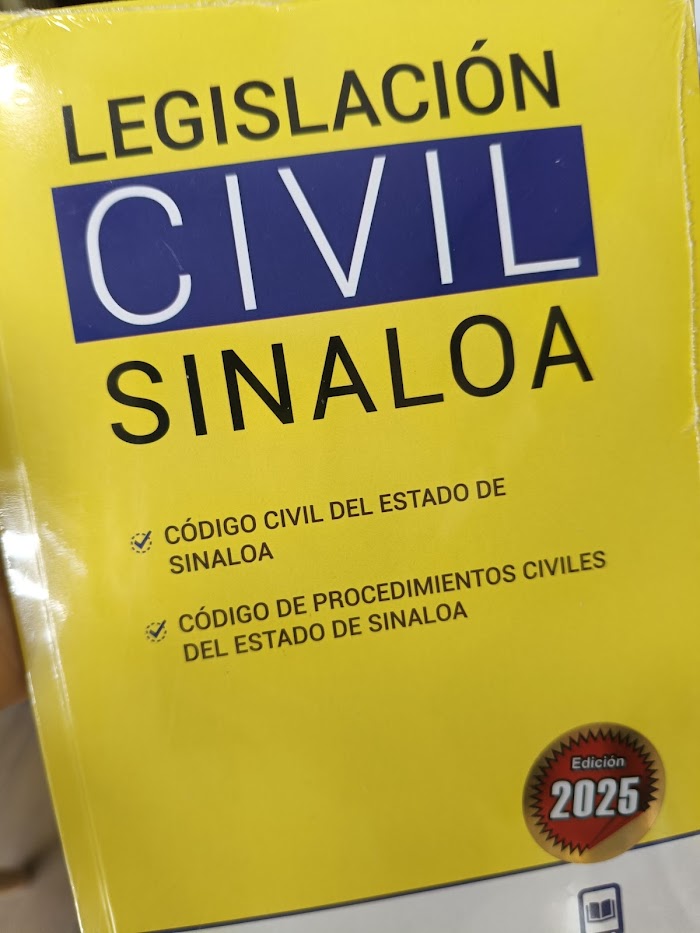 LEGISLACIÓN
CIVIL
SINALOA
CÓDIGO CIVIL DEL ESTADO DE
SINALOA
CÓDIGO DE PROCEDIMIENTOS CIVILES
DEL ESTADO DE SINALOA
Edición
2025